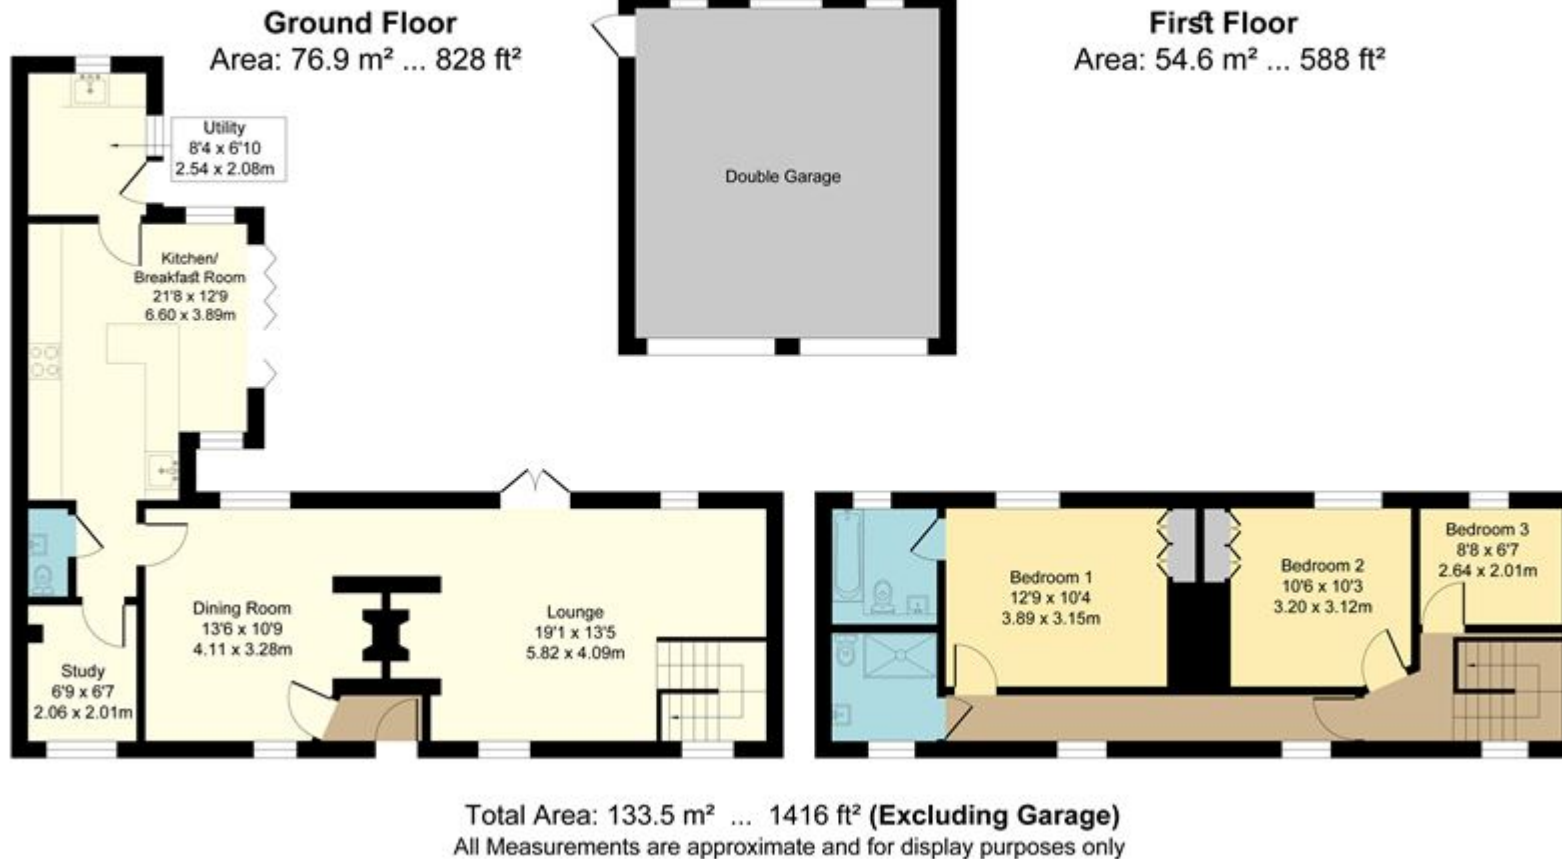 Ground Floor
Area: 76.9 m² ... 828 ft²
First Floor
Area: 54.6 m² ... 588 ft²
Utility
8'4 x 6'10
2.54 x 2.08m
Double Garage
Kitchen/
Breakfast Room
21'8 x 12'9
6.60 x 3.89m
Dining Room
13'6 x 10'9
4.11 x 3.28m
Lounge
19'1 x 13'5
5.82 x 4.09m
Study
6'9 x 6'7
2.06 x 2.01m
Bedroom 1
12'9 x 10'4
3.89 x 3.15m
Bedroom 2
10'6 x 10'3
3.20 x 3.12m
Bedroom 3
8'8 x 6'7
2.64 x 2.01m
Total Area: 133.5 m² ... 1416 ft² (Excluding Garage)
All Measurements are approximate and for display purposes only